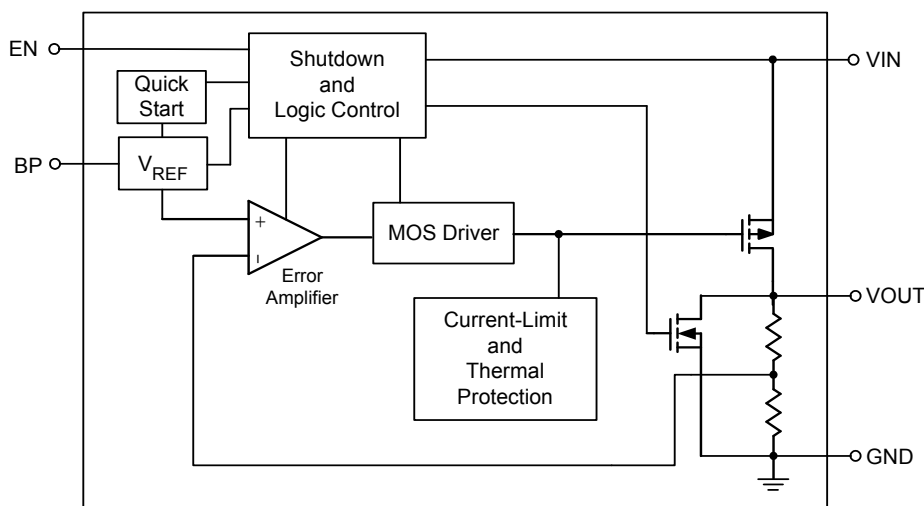 EN
Shutdown
and
Logic Control
VIN
Quick
Start
BP
VREF
+
-
Error
Amplifier
MOS Driver
Current-Limit
and
Thermal
Protection
VOUT
GND